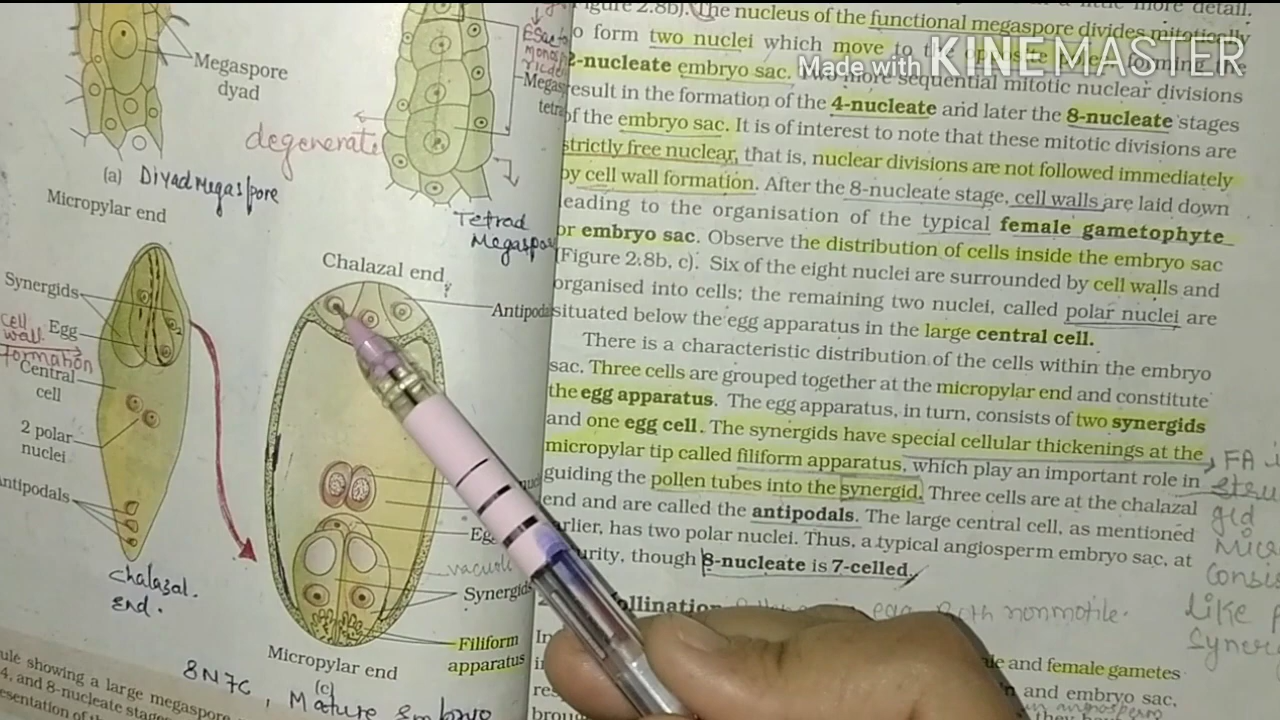 Made with KINEMASTER
Megaspore
dyad
degenerate
(a) Diyad Megaspore
Tetrad
Micropylar end
Synergids
Egg
cell
wall
formation
Central
cell
2 polar
nuclei
chalazal
end.
Chalazal end
vacuole
Synergids
Filiform
apparatus
Micropylar end
(c)
8N7C, Mature Embryo
The nucleus of the functional megaspore divides mitotically
form two nuclei which move to
2-nucleate embryo sac. Two more sequential mitotic nuclear divisions
result in the formation of the 4-nucleate and later the 8-nucleate stages
of the embryo sac. It is of interest to note that these mitotic divisions are
strictly free nuclear, that is, nuclear divisions are not followed immediately
by cell wall formation. After the 8-nucleate stage, cell walls are laid down
leading to the organisation of the typical female gametophyte
or embryo sac. Observe the distribution of cells inside the embryo sac
(Figure 2.8b, c). Six of the eight nuclei are surrounded by cell walls and
organised into cells; the remaining two nuclei, called polar nuclei are
situated below the egg apparatus in the large central cell.
There is a characteristic distribution of the cells within the embryo
sac. Three cells are grouped together at the micropylar end and constitute
the egg apparatus. The egg apparatus, in turn, consists of two synergids
and one egg cell. The synergids have special cellular thickenings at the
micropylar tip called filiform apparatus, which play an important role in
guiding the pollen tubes into the synergid. Three cells are at the chalazal
end and are called the antipodals. The large central cell, as mentioned
has two polar nuclei. Thus, a typical angiosperm embryo sac, at
though 8-nucleate is 7-celled.
both nonmotile.
and female gametes
and embryo sac,